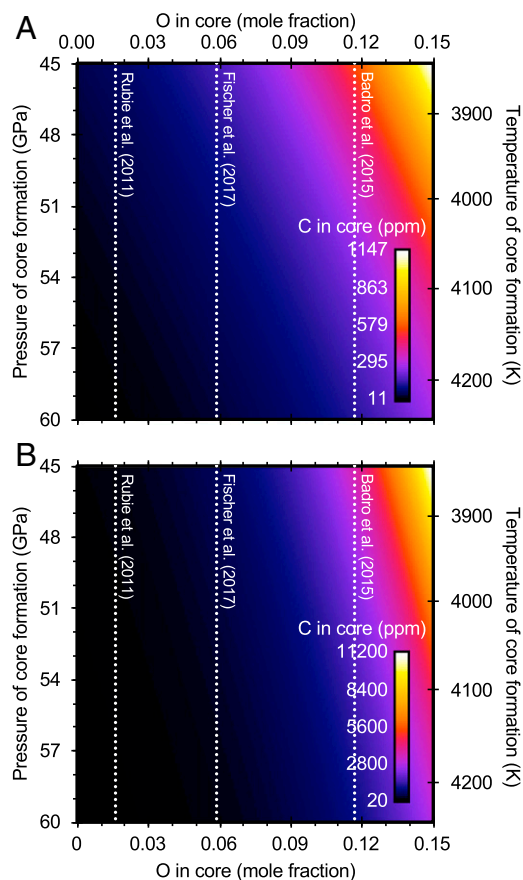 A
O in core (mole fraction)
0.00 0.03 0.06 0.09 0.12 0.15
Pressure of core formation (GPa)
45
48
51
54
57
60
Rubie et al. (2011)
Fischer et al. (2017)
Badro et al. (2015)
C in core (ppm)
1147
863
579
295
11
3900
4000
4100
4200
Temperature of core formation (K)
B
Pressure of core formation (GPa)
45
48
51
54
57
60
Rubie et al. (2011)
Fischer et al. (2017)
Badro et al. (2015)
C in core (ppm)
11200
8400
5600
2800
20
3900
4000
4100
4200
Temperature of core formation (K)
0 0.03 0.06 0.09 0.12 0.15
O in core (mole fraction)